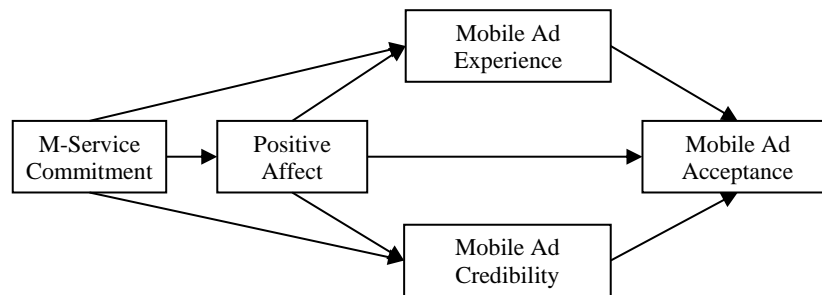 Mobile Ad
Experience
M-Service
Commitment
Positive
Affect
Mobile Ad
Acceptance
Mobile Ad
Credibility